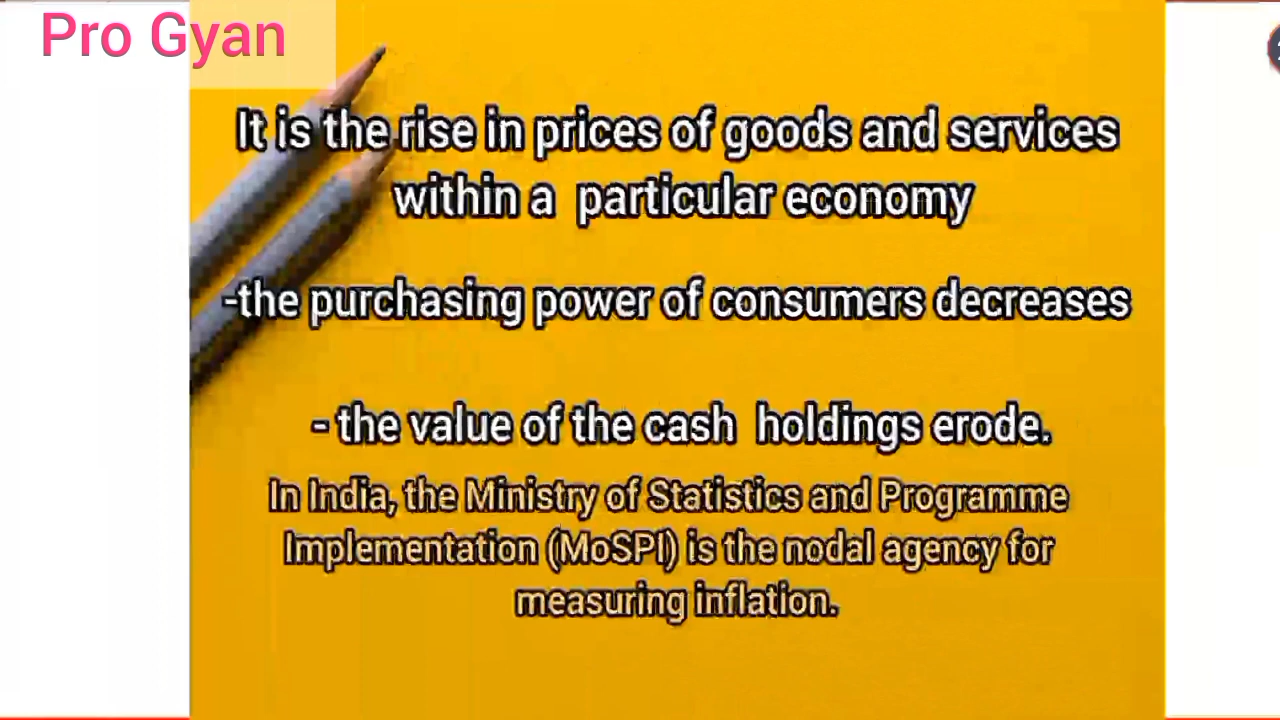 Pro Gyan
It is the rise in prices of goods and services
within a particular economy
-the purchasing power of consumers decreases
- the value of the cash holdings erode.
In India, the Ministry of Statistics and Programme
Implementation (MoSPI) is the nodal agency for
measuring inflation.